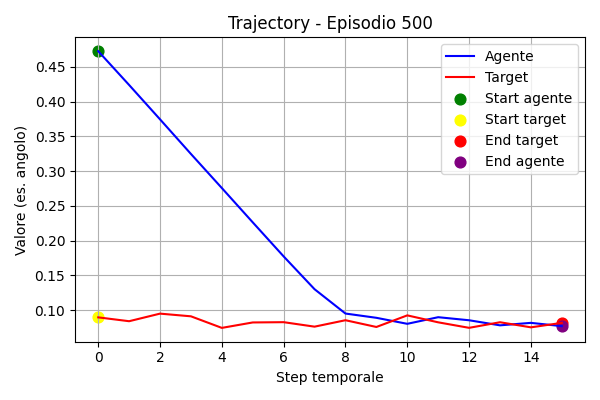 Trajectory - Episodio 500
Valore (es. angolo)
0.45
0.40
0.35
0.30
0.25
0.20
0.15
0.10
Agente
Target
Start agente
Start target
End target
End agente
0 2 4 6 8 10 12 14
Step temporale